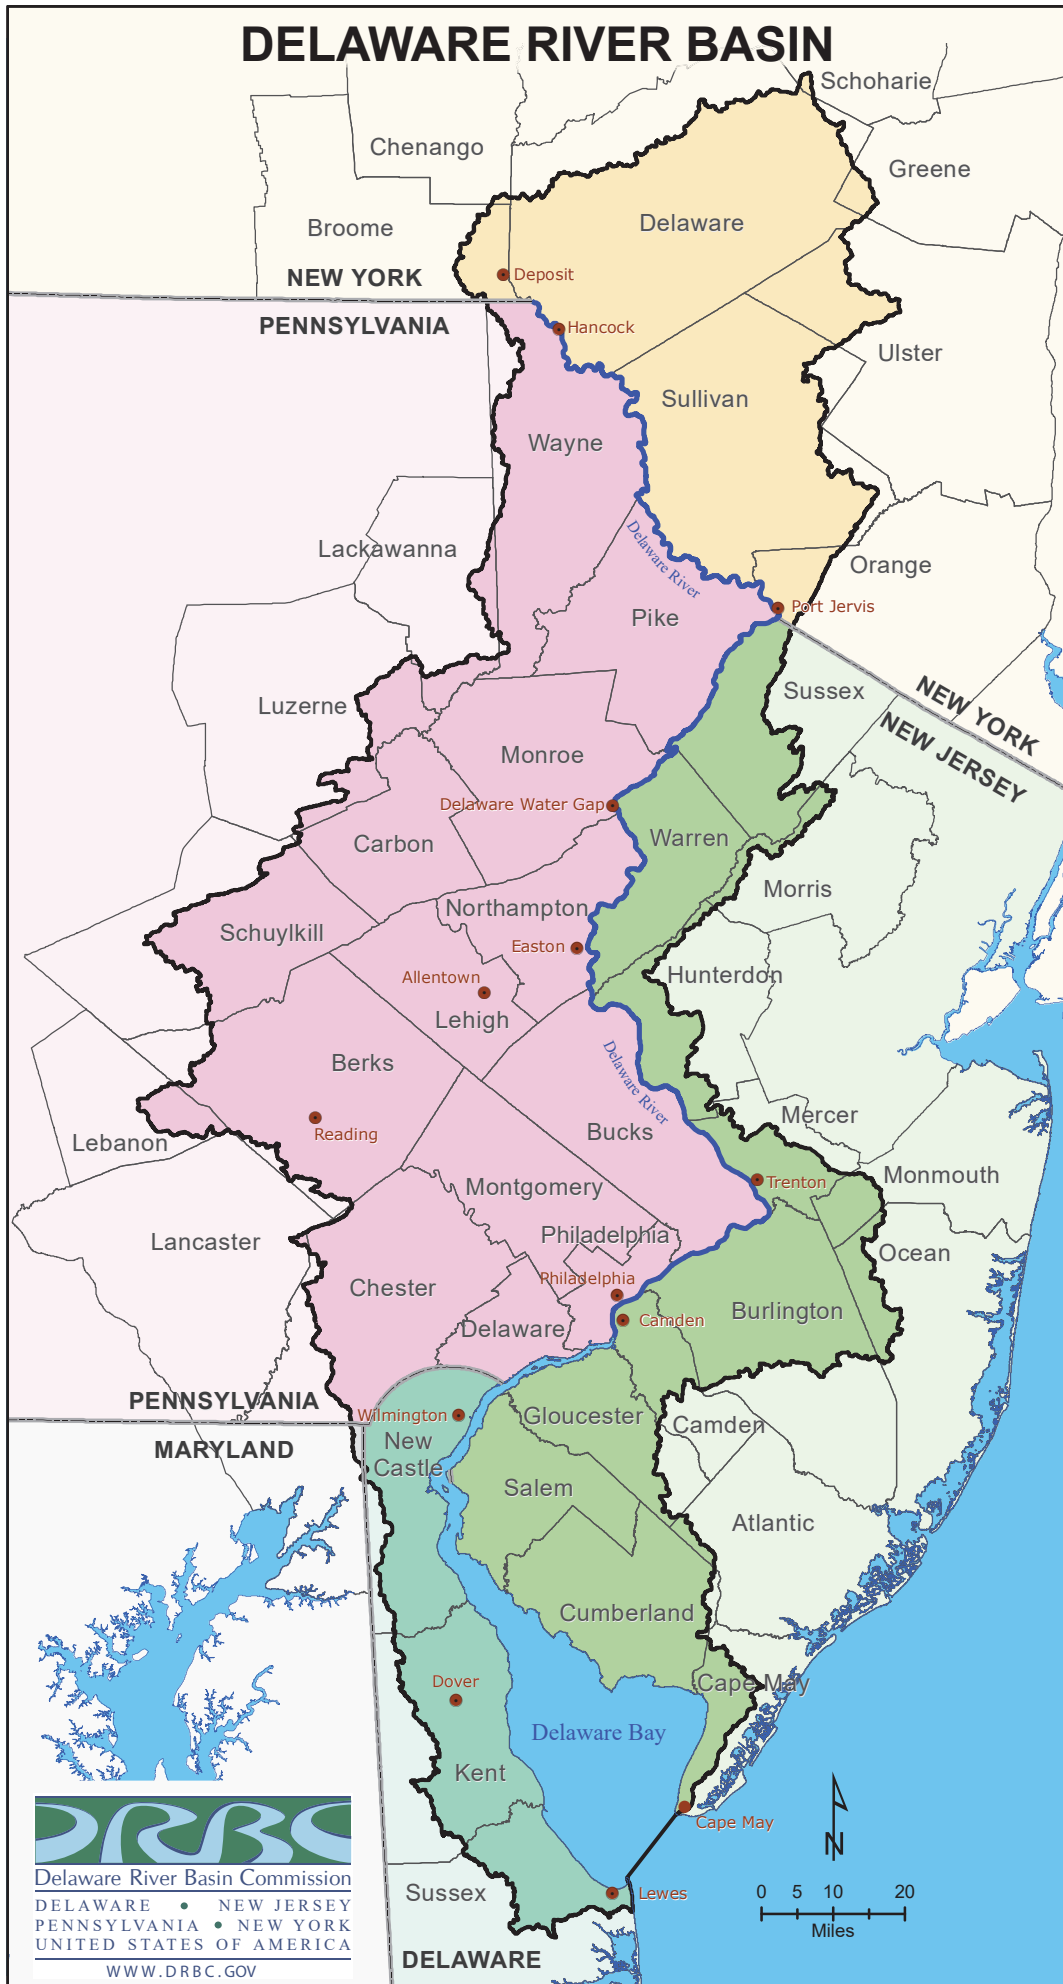 DELAWARE RIVER BASIN
Schoharie
Chenango
Greene
Broome
Delaware
NEW YORK
Deposit
PENNSYLVANIA
Hancock
Ulster
Sullivan
Wayne
Lackawanna
Delaware River
Orange
Pike
Port Jervis
Sussex
NEW YORK
NEW JERSEY
Luzerne
Monroe
Delaware Water Gap
Carbon
Warren
Morris
Northampton
Schuylkill
Easton
Hunterdon
Allentown
Lehigh
Berks
Delaware River
Reading
Bucks
Mercer
Lebanon
Monmouth
Trenton
Montgomery
Lancaster
Philadelphia
Ocean
Chester
Philadelphia
Burlington
Camden
Delaware
PENNSYLVANIA
Wilmington
Gloucester
Camden
MARYLAND
New
Castle
Salem
Atlantic
Cumberland
Dover
Cape May
Delaware Bay
Kent
Cape May
N
Sussex
Lewes
0 5 10 20
Miles
DELAWARE
DRBC
Delaware River Basin Commission
DELAWARE • NEW JERSEY
PENNSYLVANIA • NEW YORK
UNITED STATES OF AMERICA
WWW.DRBC.GOV